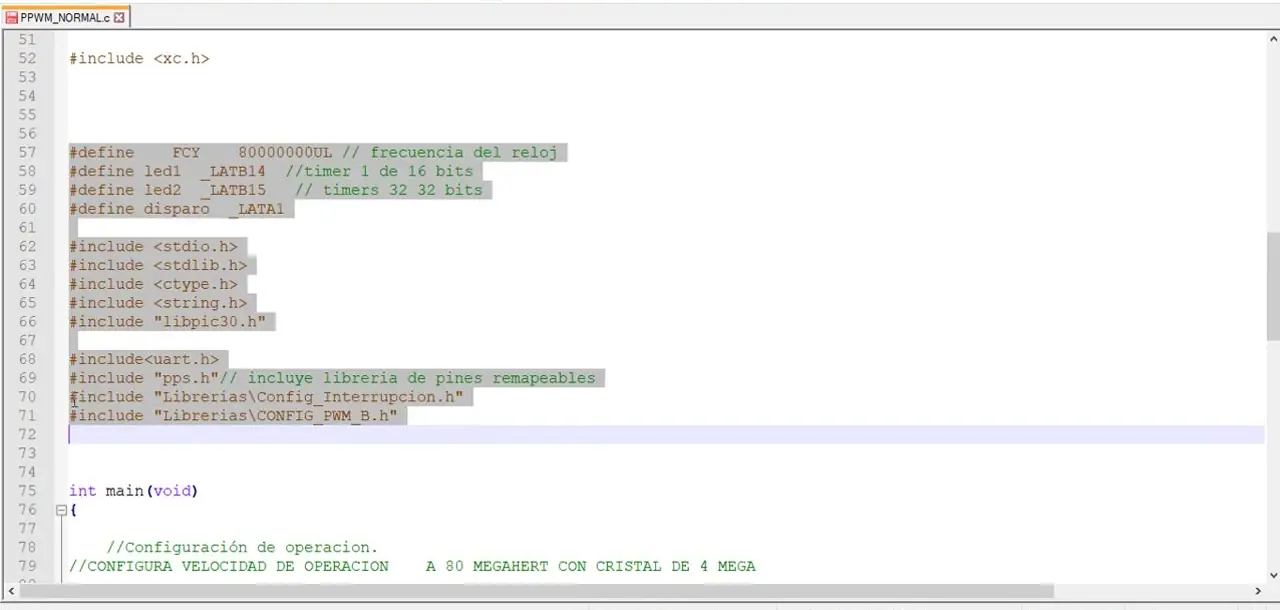 PPWM_NORMAL.c
51
52 #include <xc.h>
53
54
55
56
57 #define    FCY    80000000UL // frecuencia del reloj
58 #define led1  _LATB14  //timer 1 de 16 bits
59 #define led2  _LATB15   // timers 32 32 bits
60 #define disparo  _LATA1
61
62 #include <stdio.h>
63 #include <stdlib.h>
64 #include <ctype.h>
65 #include <string.h>
66 #include "libpic30.h"
67
68 #include<uart.h>
69 #include "pps.h"// incluye libreria de pines remapeables
70 #include "Librerias\Config_Interrupcion.h"
71 #include "Librerias\CONFIG_PWM_B.h"
72
73
74
75 int main(void)
76 {
77
78     //Configuración de operacion.
79 //CONFIGURA VELOCIDAD DE OPERACION    A 80 MEGAHERT CON CRISTAL DE 4 MEGA